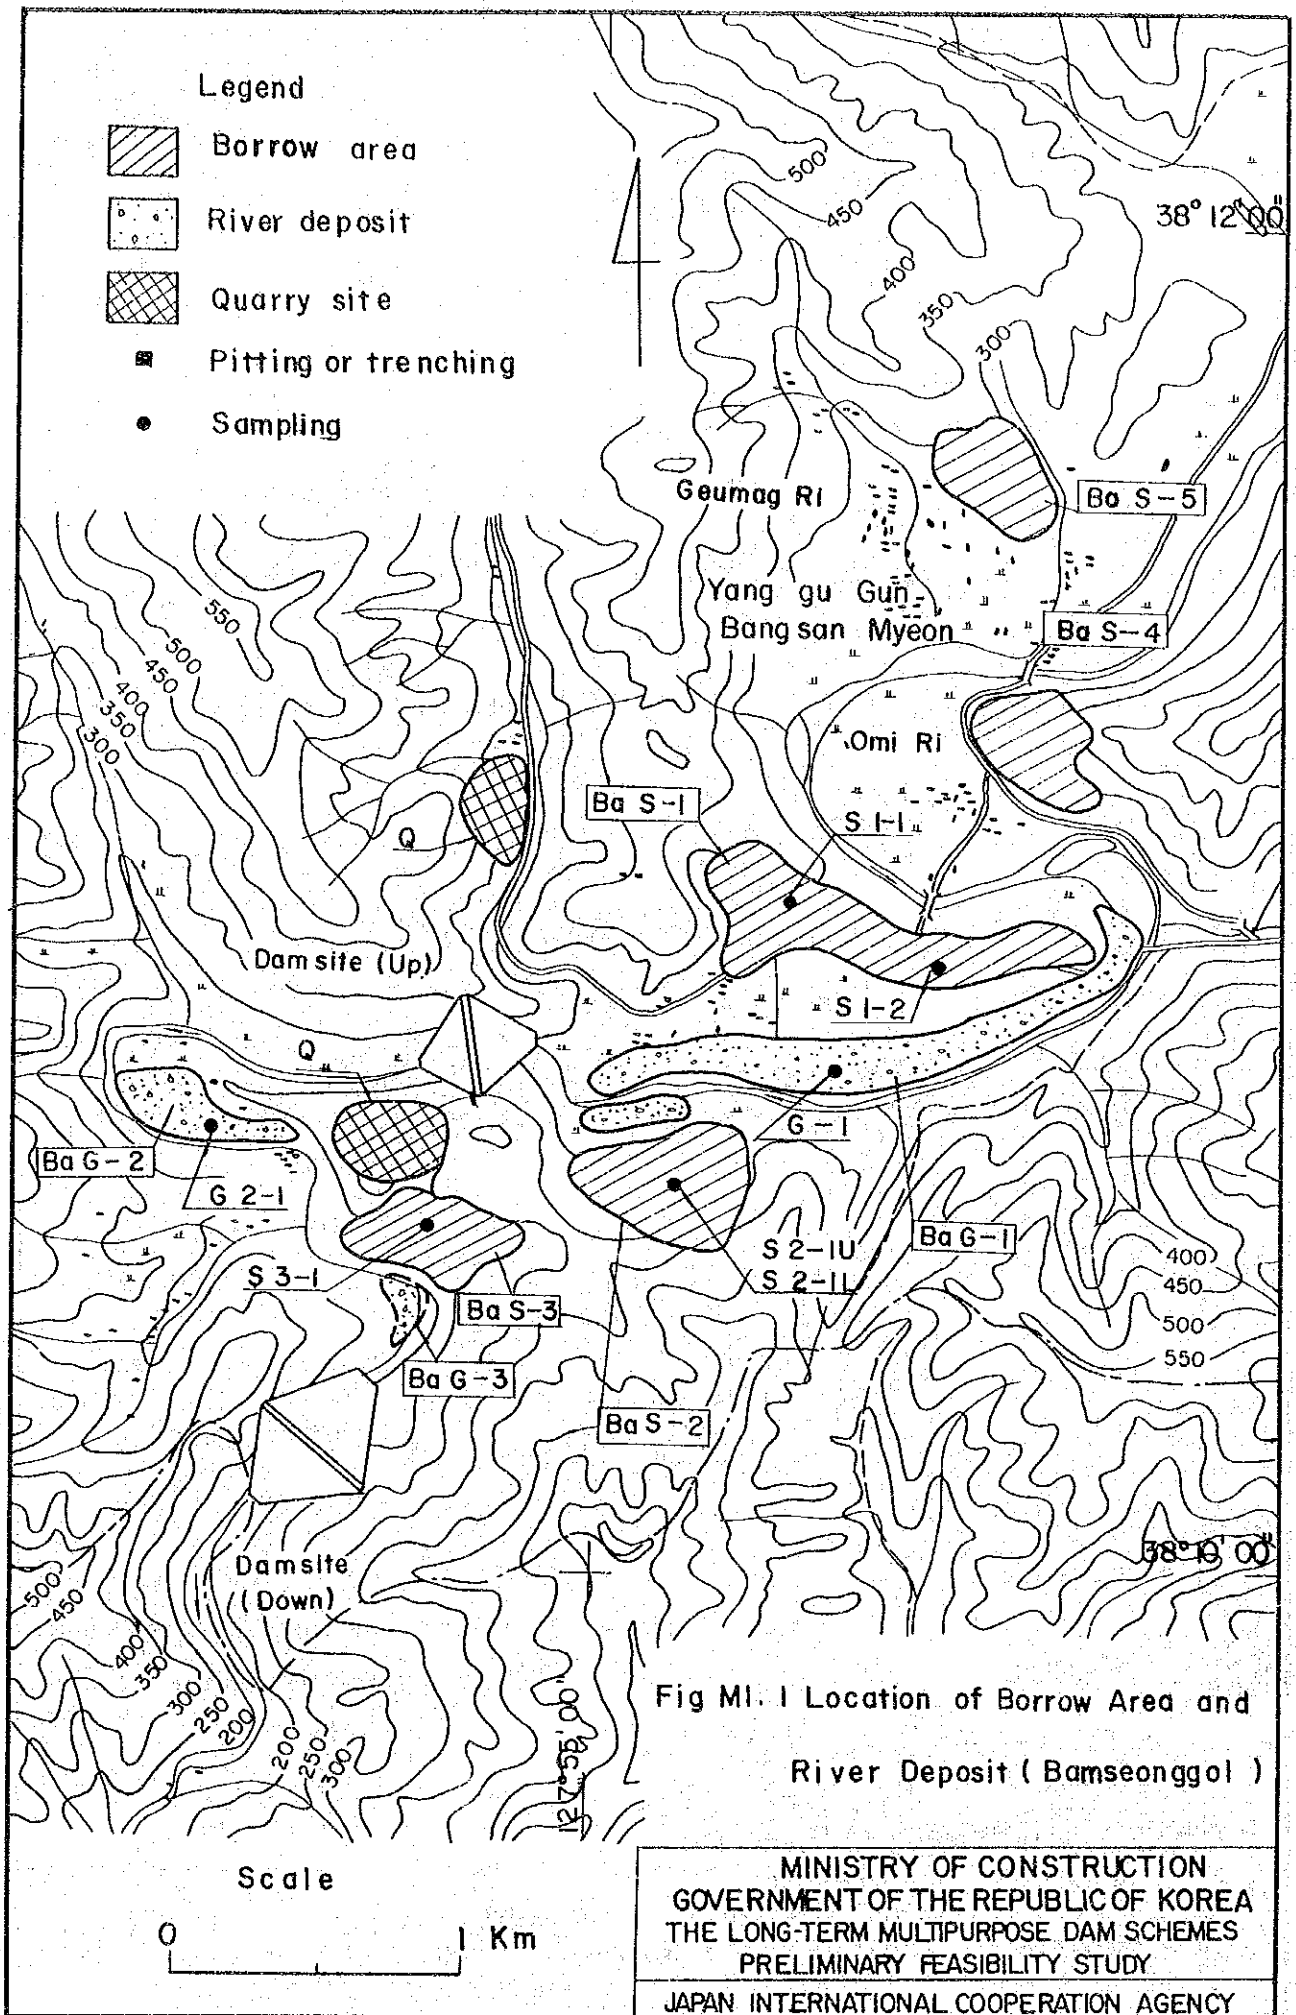 Legend
Borrow area
River deposit
Quarry site
Pitting or trenching
Sampling
500
450
400
350
300
38° 12' 00"
Geumag Ri
Ba S-5
Yang gu Gun
Bang san Myeon
Ba S-4
550
500
450
400
350
300
Omi Ri
Ba S-1
S 1-1
Q
Damsite (Up)
S 1-2
Q
G-1
Ba G-2
G 2-1
S 2-1U
S 2-1L
Ba G-1
S 3-1
Ba S-3
Ba G-3
Ba S-2
400
450
500
550
38° 10' 00"
Damsite
(Down)
500
450
400
350
300
250
200
200
250
300
127° 55' 00"
Fig M1. 1 Location of Borrow Area and
River Deposit ( Bamseonggol )
Scale
0 1 Km
MINISTRY OF CONSTRUCTION
GOVERNMENT OF THE REPUBLIC OF KOREA
THE LONG-TERM MULTIPURPOSE DAM SCHEMES
PRELIMINARY FEASIBILITY STUDY
JAPAN INTERNATIONAL COOPERATION AGENCY